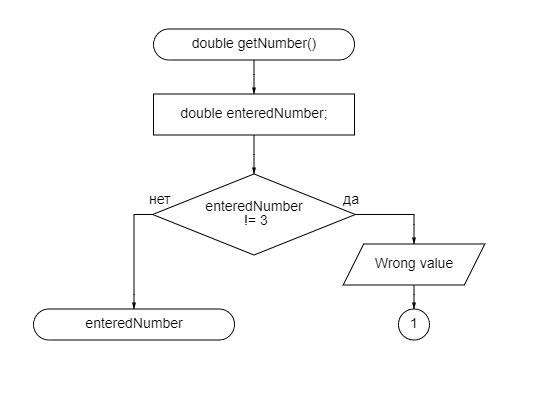 double getNumber()
double enteredNumber;
нет
да
enteredNumber
!= 3
Wrong value
enteredNumber
1